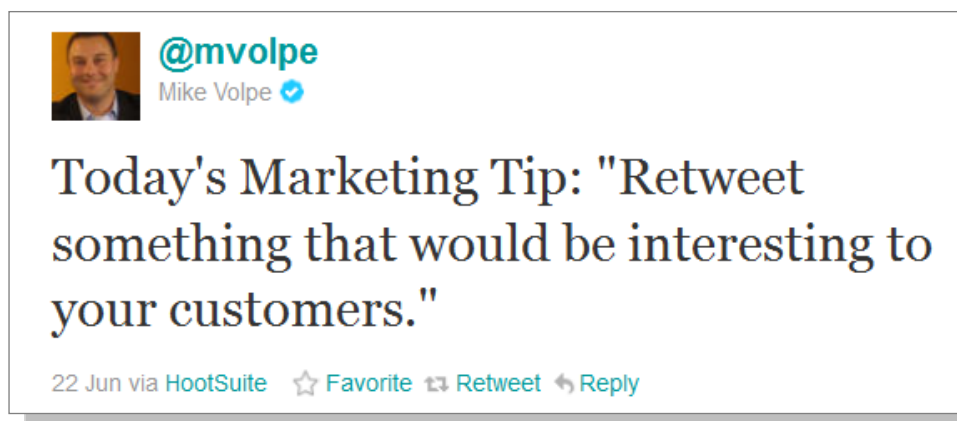 @mvolpe
Mike Volpe
Today's Marketing Tip: "Retweet
something that would be interesting to
your customers."
22 Jun via HootSuite Favorite Retweet Reply